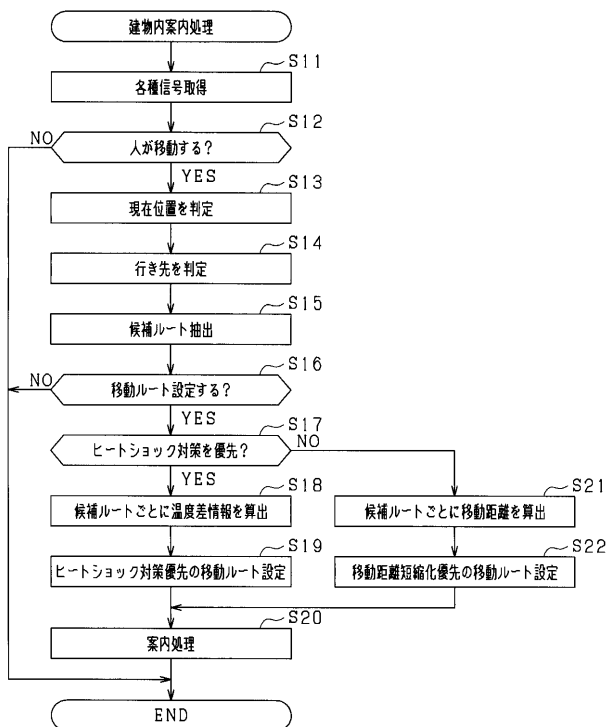 建物内案内処理
S11
各種信号取得
S12
NO
人が移動する?
YES
S13
現在位置を判定
S14
行き先を判定
S15
候補ルート抽出
S16
NO
移動ルート設定する?
YES
S17
ヒートショック対策を優先?
NO
YES
S18
候補ルートごとに温度差情報を算出
S21
候補ルートごとに移動距離を算出
S19
ヒートショック対策優先の移動ルート設定
S22
移動距離短縮化優先の移動ルート設定
S20
案内処理
END